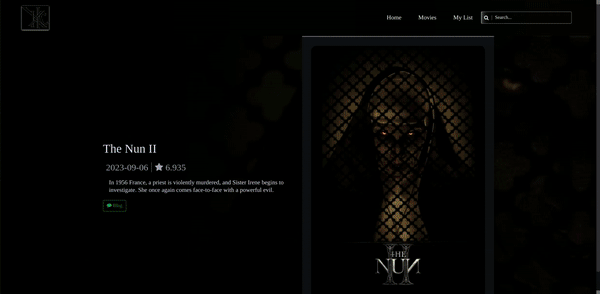 Home Movies My List Search...
The Nun II
2023-09-06 6.935
In 1956 France, a priest is violently murdered, and Sister Irene begins to
investigate. She once again comes face-to-face with a powerful evil.
Blog
THE
II
NUN